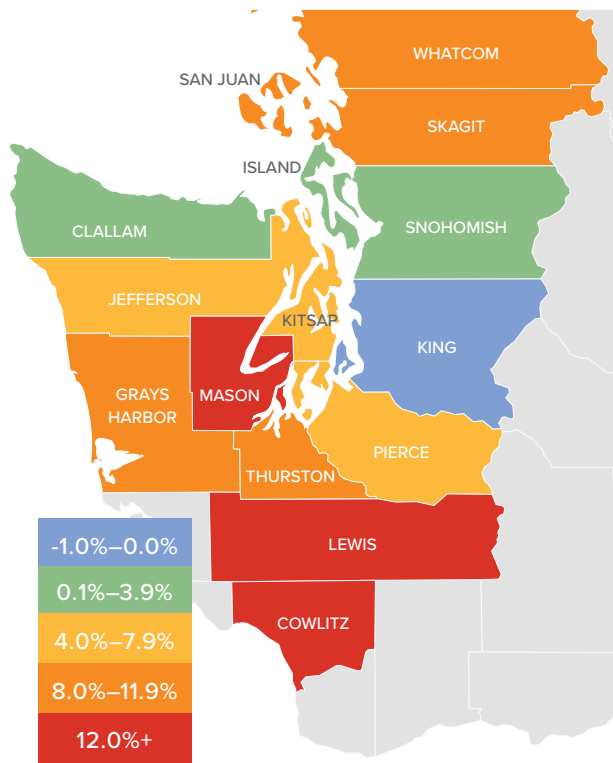 WHATCOM
SAN JUAN
SKAGIT
ISLAND
CLALLAM
SNOHOMISH
JEFFERSON
KITSAP
KING
GRAYS
HARBOR
MASON
PIERCE
THURSTON
LEWIS
COWLITZ
-1.0%–0.0%
0.1%–3.9%
4.0%–7.9%
8.0%–11.9%
12.0%+